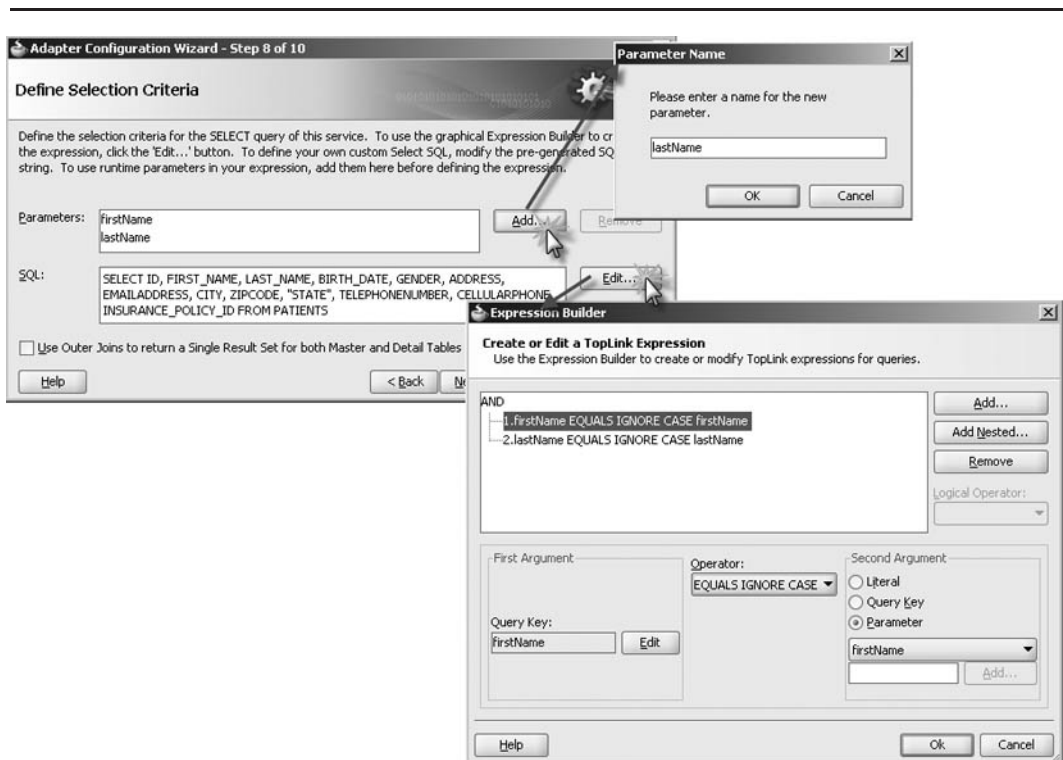 Adapter Configuration Wizard - Step 8 of 10
Define Selection Criteria
Define the selection criteria for the SELECT query of this service. To use the graphical Expression Builder to cr
the expression, click the 'Edit...' button. To define your own custom Select SQL, modify the pre-generated SQ
string. To use runtime parameters in your expression, add them here before defining the expression.
Parameters:
firstName
lastName
Add...
Remove
SQL:
SELECT ID, FIRST_NAME, LAST_NAME, BIRTH_DATE, GENDER, ADDRESS,
EMAILADDRESS, CITY, ZIPCODE, "STATE", TELEPHONENUMBER, CELLULARPHONE
INSURANCE_POLICY_ID FROM PATIENTS
Edit...
Use Outer Joins to return a Single Result Set for both Master and Detail Tables
Help
< Back
Parameter Name
Please enter a name for the new
parameter.
lastName
OK
Cancel
Expression Builder
Create or Edit a TopLink Expression
Use the Expression Builder to create or modify TopLink expressions for queries.
AND
1.firstName EQUALS IGNORE CASE firstName
2.lastName EQUALS IGNORE CASE lastName
Add...
Add Nested...
Remove
Logical Operator:
First Argument
Query Key:
firstName
Edit
Operator:
EQUALS IGNORE CASE
Second Argument
Literal
Query Key
Parameter
firstName
Add...
Help
Ok
Cancel